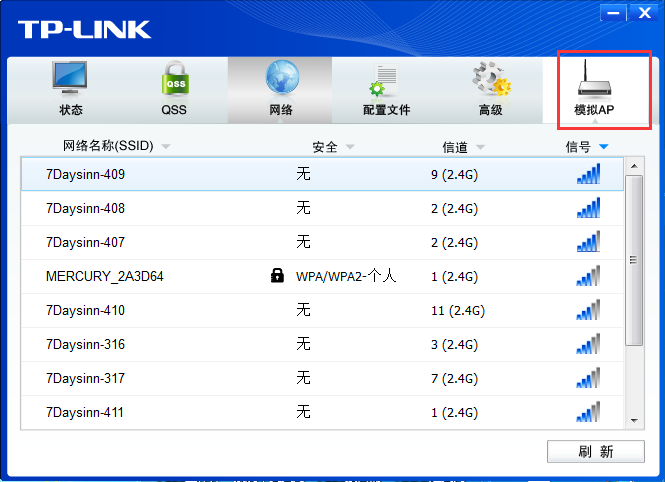 TP-LINK
状态 QSS QSS 网络 配置文件 高级 模拟AP
网络名称(SSID) 安全 信道 信号
7Daysinn-409 无 9 (2.4G)
7Daysinn-408 无 2 (2.4G)
7Daysinn-407 无 2 (2.4G)
MERCURY_2A3D64 WPA/WPA2-个人 1 (2.4G)
7Daysinn-410 无 11 (2.4G)
7Daysinn-316 无 3 (2.4G)
7Daysinn-317 无 7 (2.4G)
7Daysinn-411 无 1 (2.4G)
刷 新